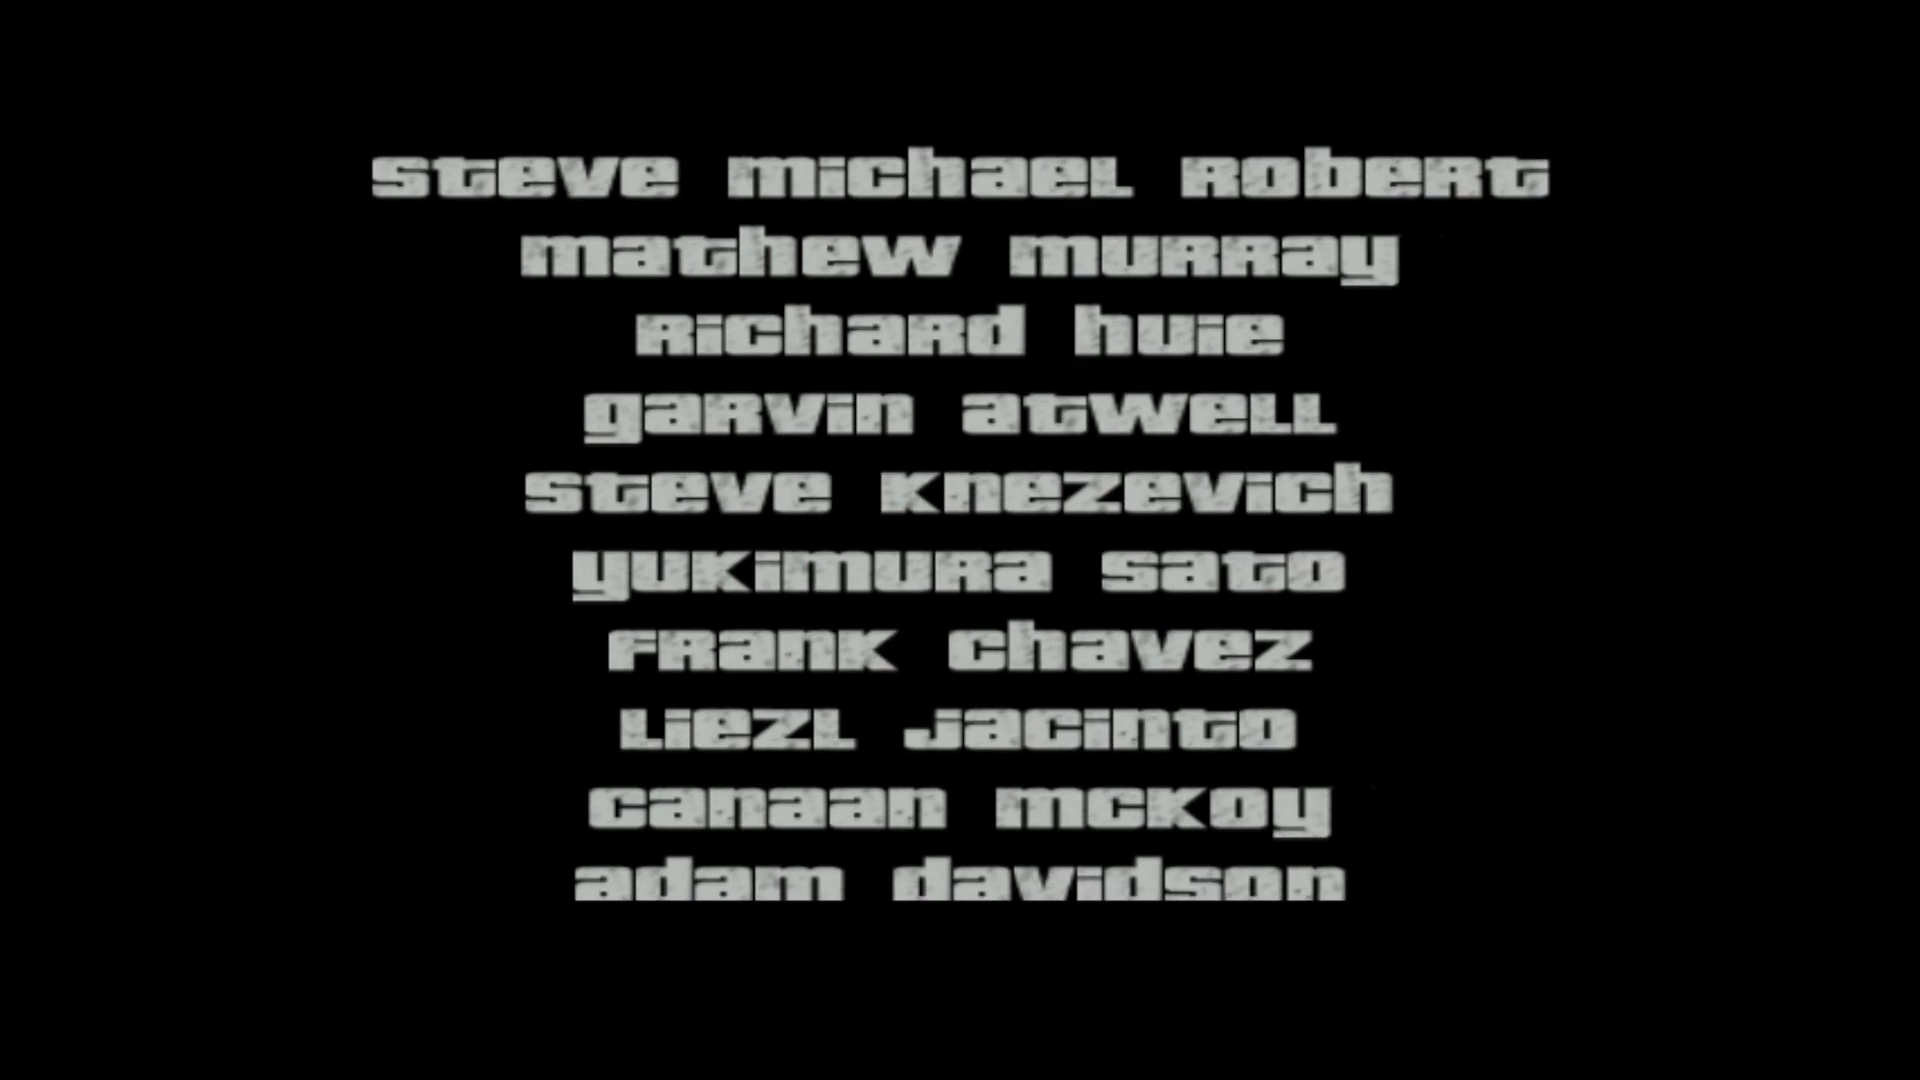 steve michael Robert
mathew murray
Richard huie
garvin atwell
steve knezevich
yukimura sato
Frank chavez
Liezl jacinto
canaan mckoy
adam davidson